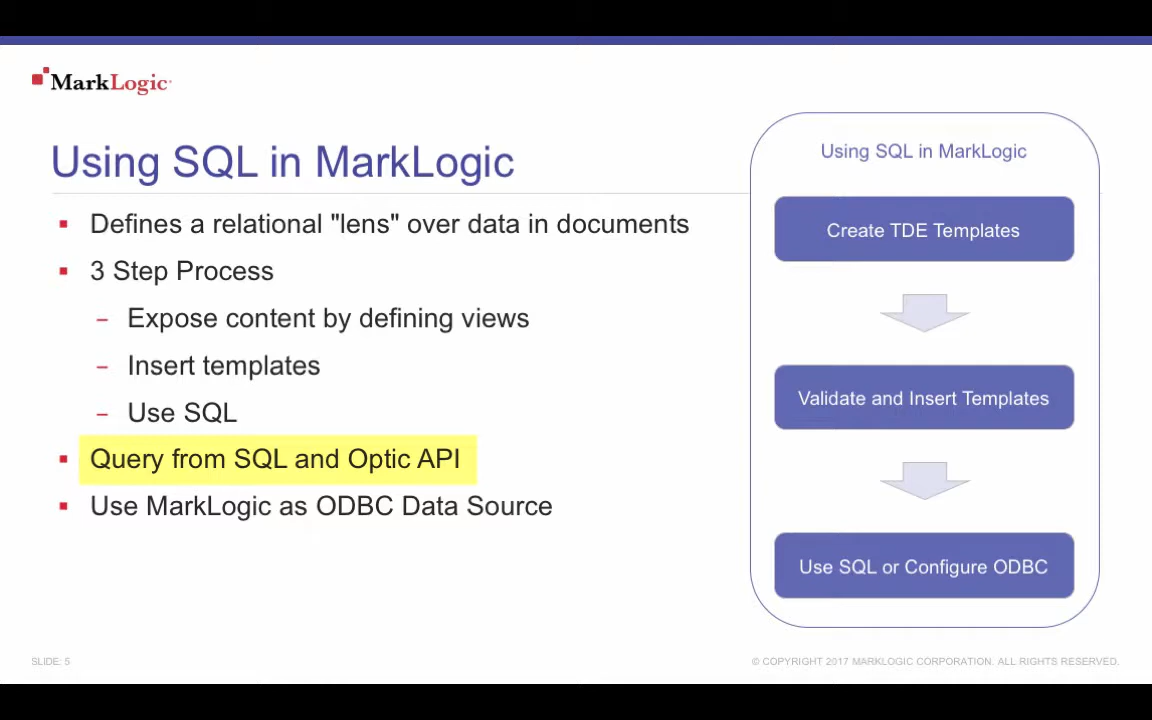 MarkLogic
Using SQL in MarkLogic
▪ Defines a relational "lens" over data in documents
▪ 3 Step Process
– Expose content by defining views
– Insert templates
– Use SQL
▪ Query from SQL and Optic API
▪ Use MarkLogic as ODBC Data Source
Using SQL in MarkLogic
Create TDE Templates
Validate and Insert Templates
Use SQL or Configure ODBC
SLIDE: 5
© COPYRIGHT 2017 MARKLOGIC CORPORATION. ALL RIGHTS RESERVED.